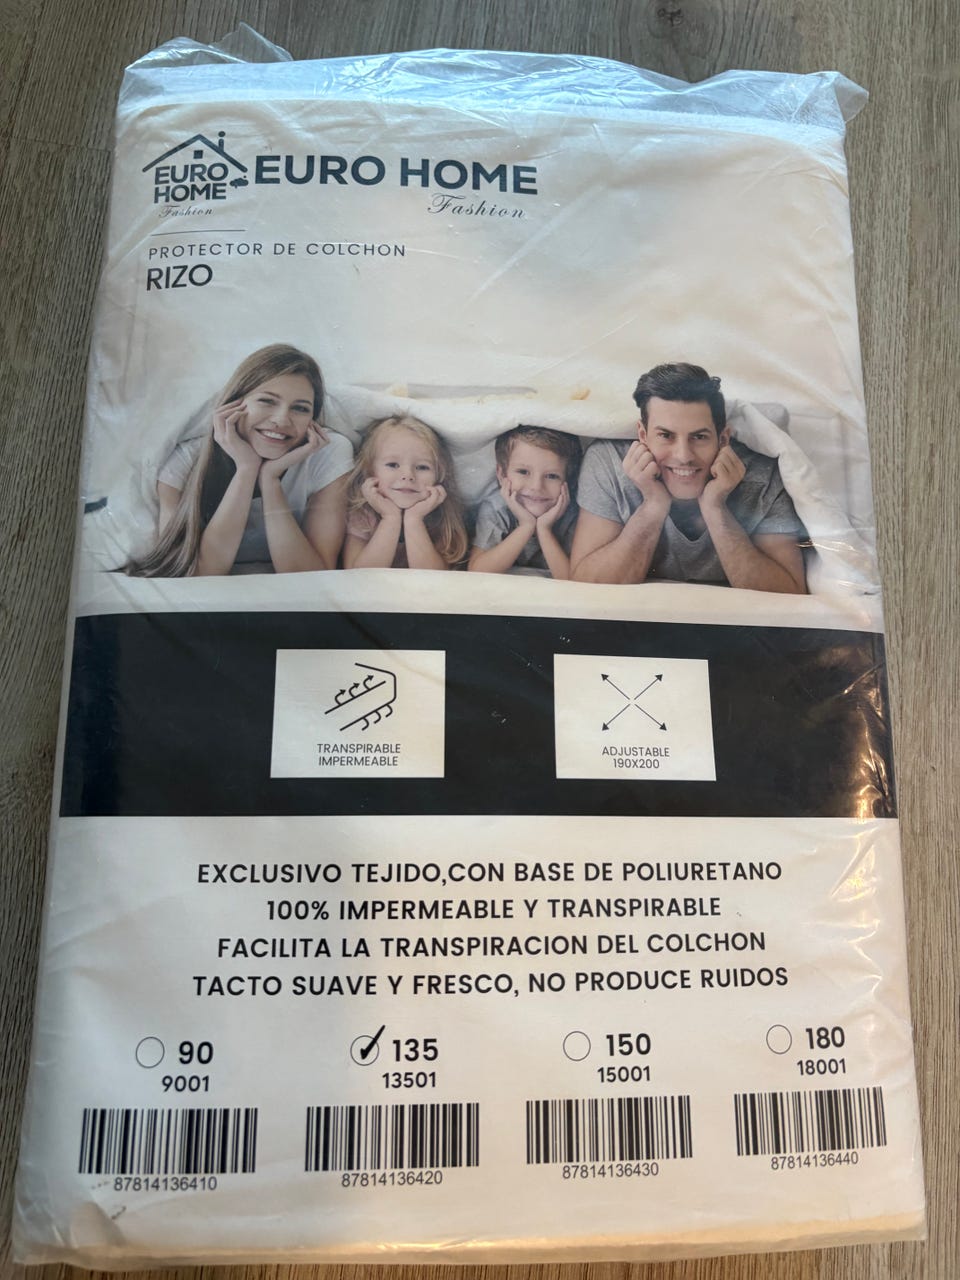 EURO
HOME
Fashion
EURO HOME
Fashion
PROTECTOR DE COLCHON
RIZO
TRANSPIRABLE
IMPERMEABLE
ADJUSTABLE
190X200
EXCLUSIVO TEJIDO,CON BASE DE POLIURETANO
100% IMPERMEABLE Y TRANSPIRABLE
FACILITA LA TRANSPIRACION DEL COLCHON
TACTO SUAVE Y FRESCO, NO PRODUCE RUIDOS
90 135 150 180
9001 13501 15001 18001
87814136410 87814136420 87814136430 87814136440